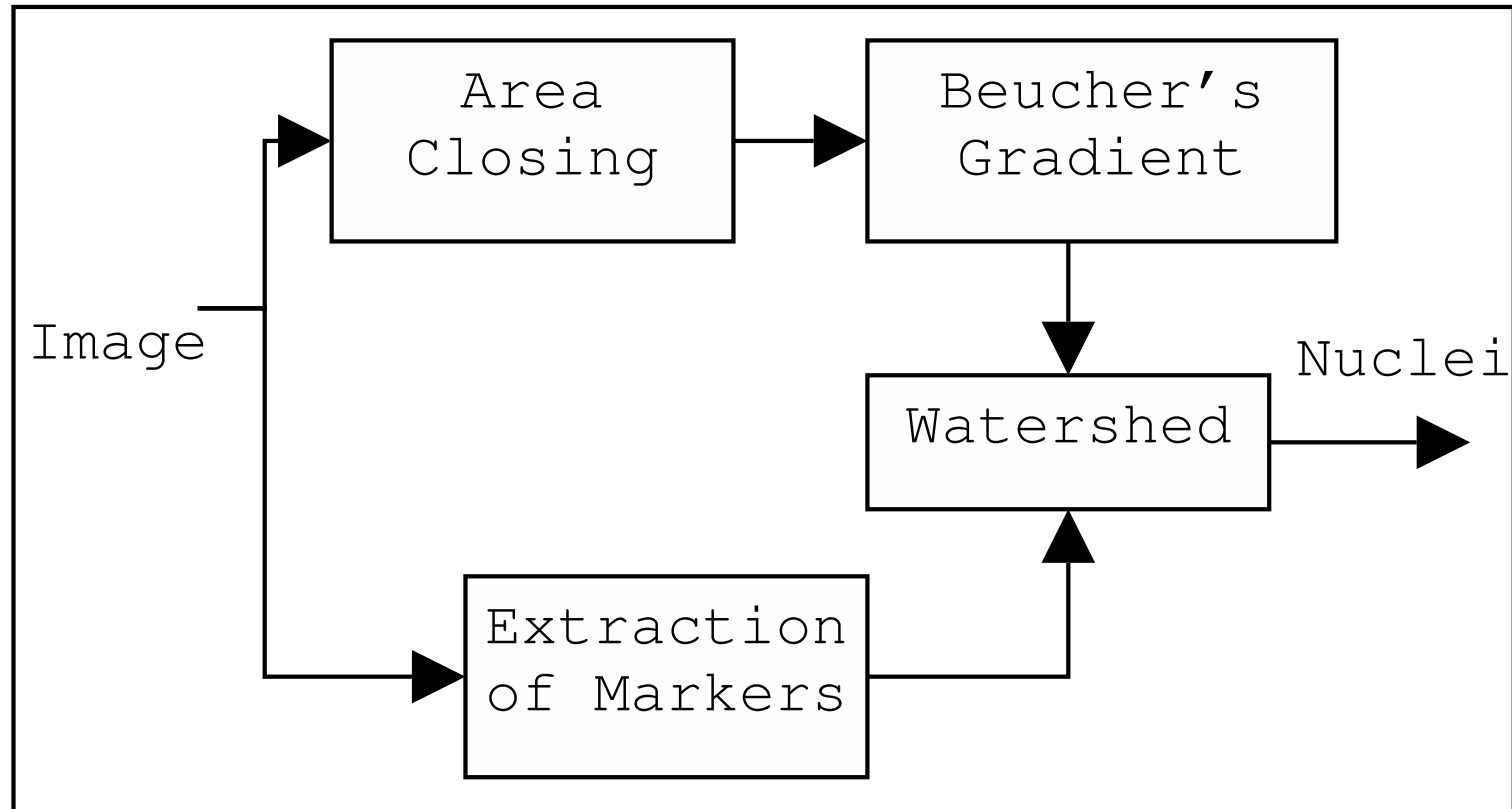 Area
Closing
Beucher's
Gradient
Image
Nuclei
Watershed
Extraction
of Markers